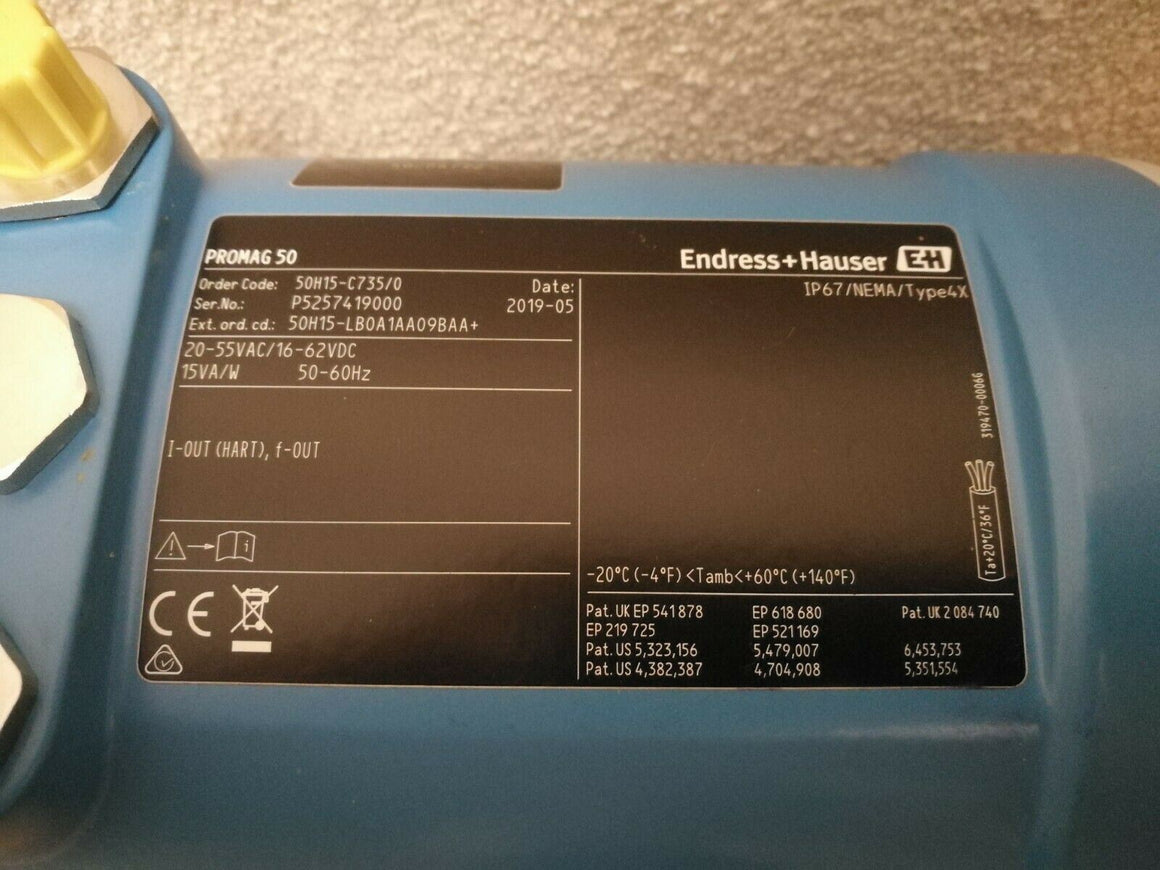 PROMAG 50
Endress+Hauser EH
Order Code: 50H15-C735/0
Date:
Ser.No.: P5257419000
2019-05
Ext. ord. cd.: 50H15-LB0A1AA09BAA+
20-55VAC/16-62VDC
15VA/W 50-60Hz
I-OUT (HART), f-OUT
i
CE
IP67/NEMA/Type4X
319470-0006G
Ta+20°C/36°F
-20°C (-4°F) <Tamb<+60°C (+140°F)
Pat. UK EP 541 878 EP 618 680 Pat. UK 2 084 740
EP 219 725 EP 521 169
Pat. US 5,323,156 5,479,007 6,453,753
Pat. US 4,382,387 4,704,908 5,351,554